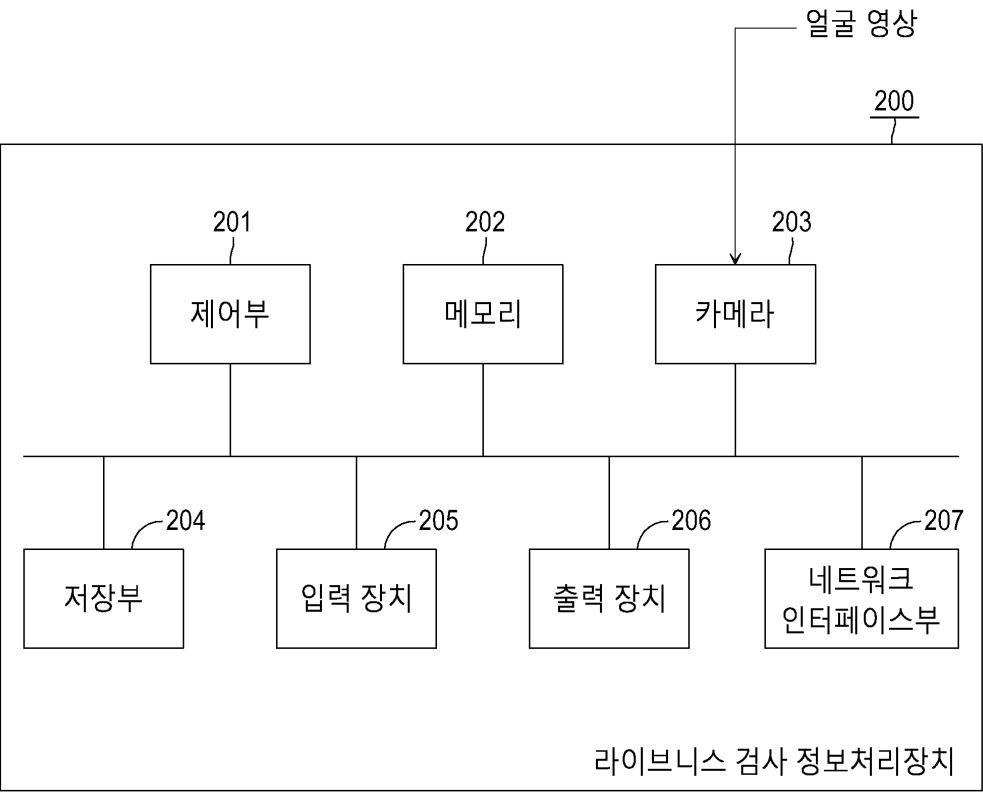 얼굴 영상
200
201
202
203
제어부
메모리
카메라
204
205
206
207
저장부
입력 장치
출력 장치
네트워크
인터페이스부
라이브니스 검사 정보처리장치